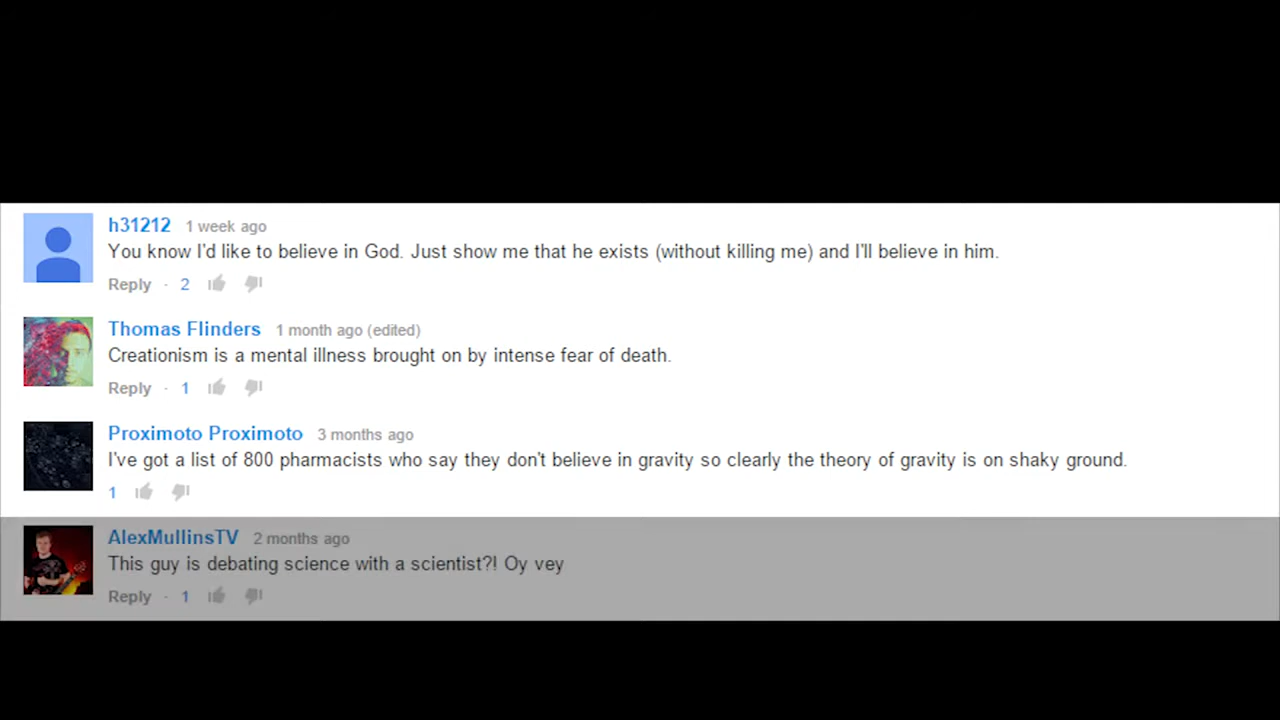 h31212 1 week ago
You know I'd like to believe in God. Just show me that he exists (without killing me) and I'll believe in him.
Reply · 2
Thomas Flinders 1 month ago (edited)
Creationism is a mental illness brought on by intense fear of death.
Reply · 1
Proximoto Proximoto 3 months ago
I've got a list of 800 pharmacists who say they don't believe in gravity so clearly the theory of gravity is on shaky ground.
1
AlexMullinsTV 2 months ago
This guy is debating science with a scientist?! Oy vey
Reply · 1